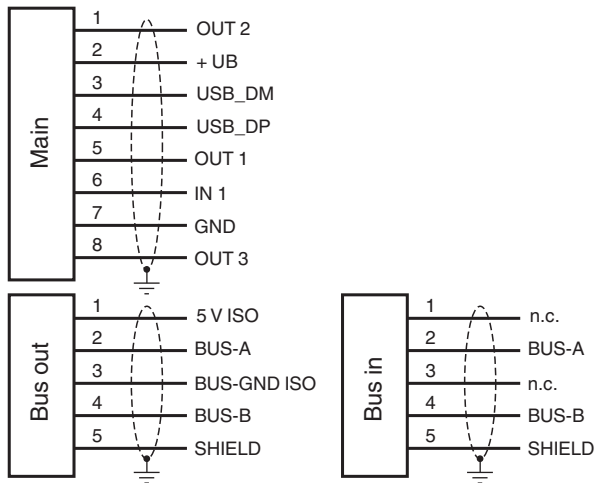 Main
1 OUT 2
2 + UB
3 USB_DM
4 USB_DP
5 OUT 1
6 IN 1
7 GND
8 OUT 3
Bus out
1 5 V ISO
2 BUS-A
3 BUS-GND ISO
4 BUS-B
5 SHIELD
Bus in
1 n.c.
2 BUS-A
3 n.c.
4 BUS-B
5 SHIELD